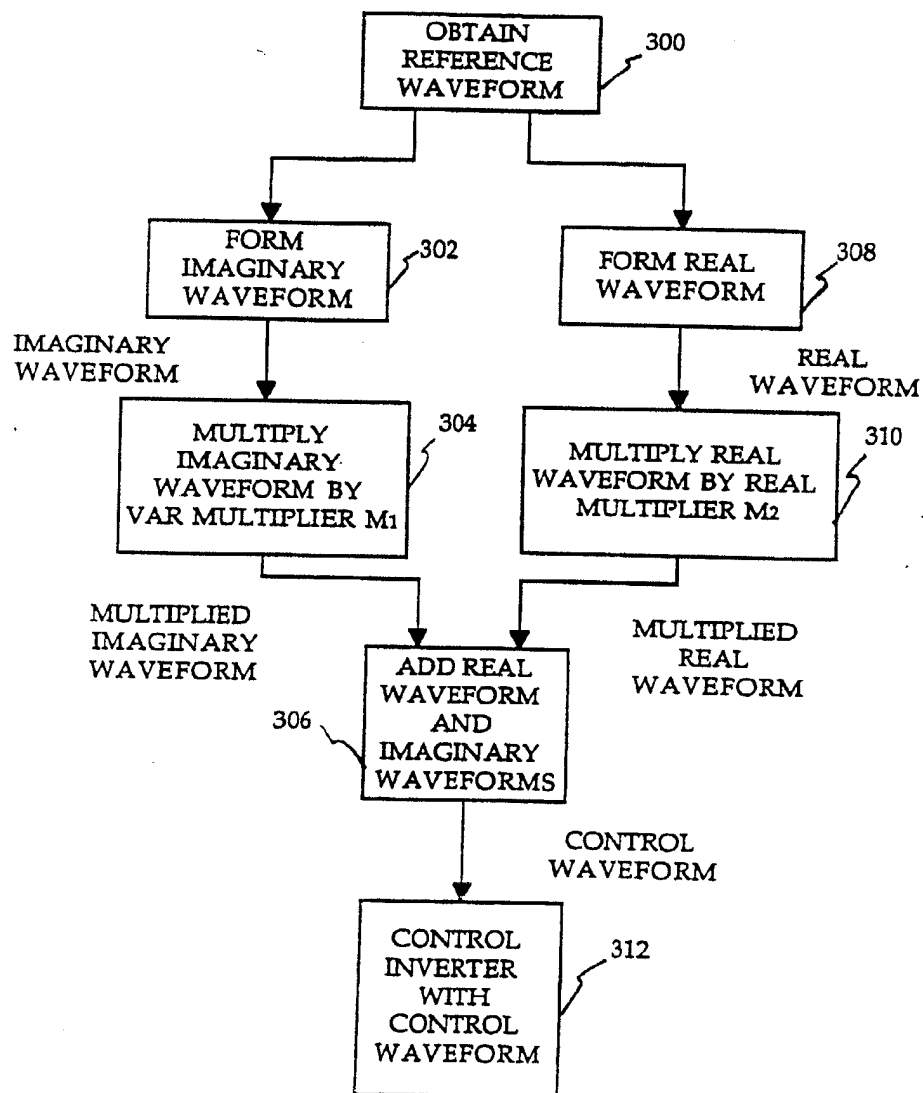 OBTAIN
REFERENCE
WAVEFORM
300
FORM
IMAGINARY
WAVEFORM
302
FORM REAL
WAVEFORM
308
IMAGINARY
WAVEFORM
REAL
WAVEFORM
MULTIPLY
IMAGINARY
WAVEFORM BY
VAR MULTIPLIER M1
304
MULTIPLY REAL
WAVEFORM BY REAL
MULTIPLIER M2
310
MULTIPLIED
IMAGINARY
WAVEFORM
MULTIPLIED
REAL
WAVEFORM
ADD REAL
WAVEFORM
AND
IMAGINARY
WAVEFORMS
306
CONTROL
WAVEFORM
CONTROL
INVERTER
WITH
CONTROL
WAVEFORM
312